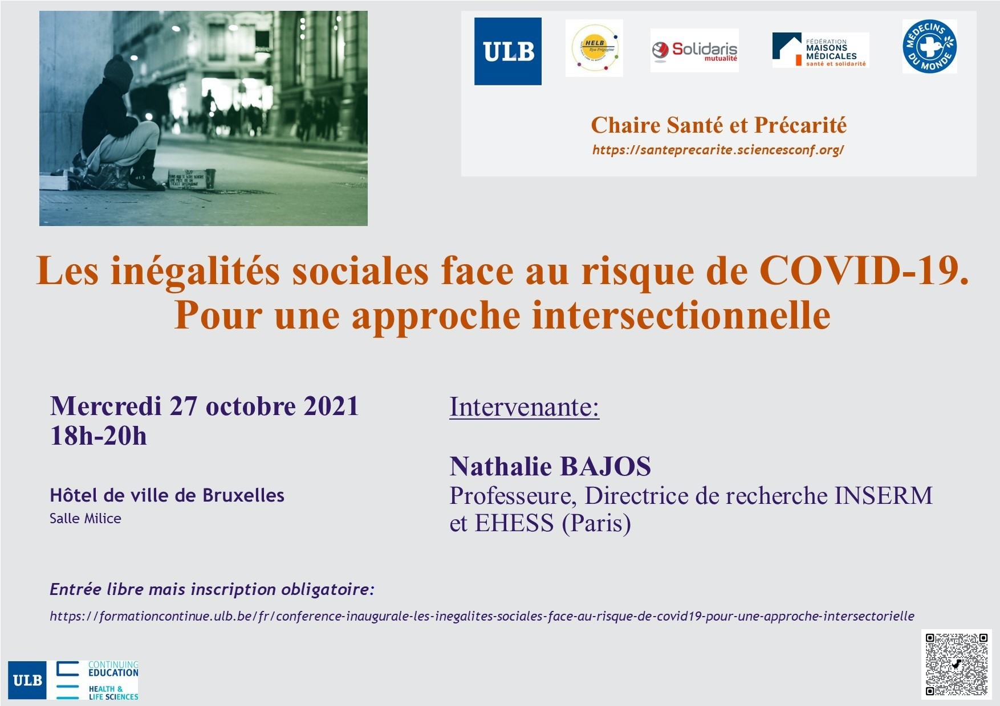 ULB
HELB
Ilya Prigogine
Solidaris
mutualité
FÉDÉRATION
MAISONS
MÉDICALES
santé et solidarité
MÉDECINS
DU MONDE
Chaire Santé et Précarité
https://santeprecarite.sciencesconf.org/
Les inégalités sociales face au risque de COVID-19.
Pour une approche intersectionnelle
Mercredi 27 octobre 2021
18h-20h
Hôtel de ville de Bruxelles
Salle Milice
Intervenante:
Nathalie BAJOS
Professeure, Directrice de recherche INSERM
et EHESS (Paris)
Entrée libre mais inscription obligatoire:
https://formationcontinue.ulb.be/fr/conference-inaugurale-les-inegalites-sociales-face-au-risque-de-covid19-pour-une-approche-intersectorielle
ULB
CONTINUING
EDUCATION
HEALTH &
LIFE SCIENCES